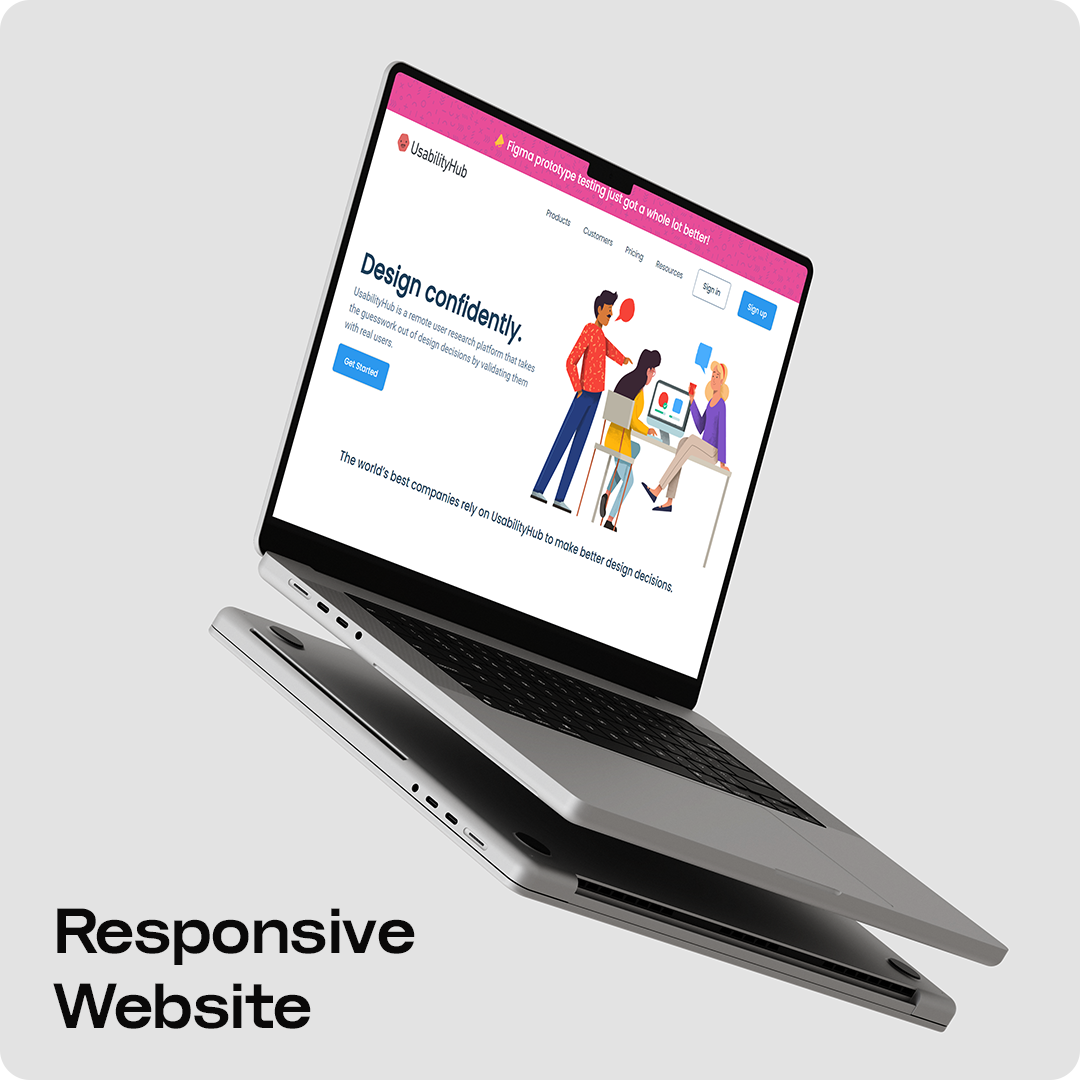 Figma prototype testing just got a whole lot better!
UsabilityHub
Products Customers Pricing Resources Sign in Sign up
Design confidently.
UsabilityHub is a remote user research platform that takes
the guesswork out of design decisions by validating them
with real users.
Get Started
The world's best companies rely on UsabilityHub to make better design decisions.
Responsive
Website